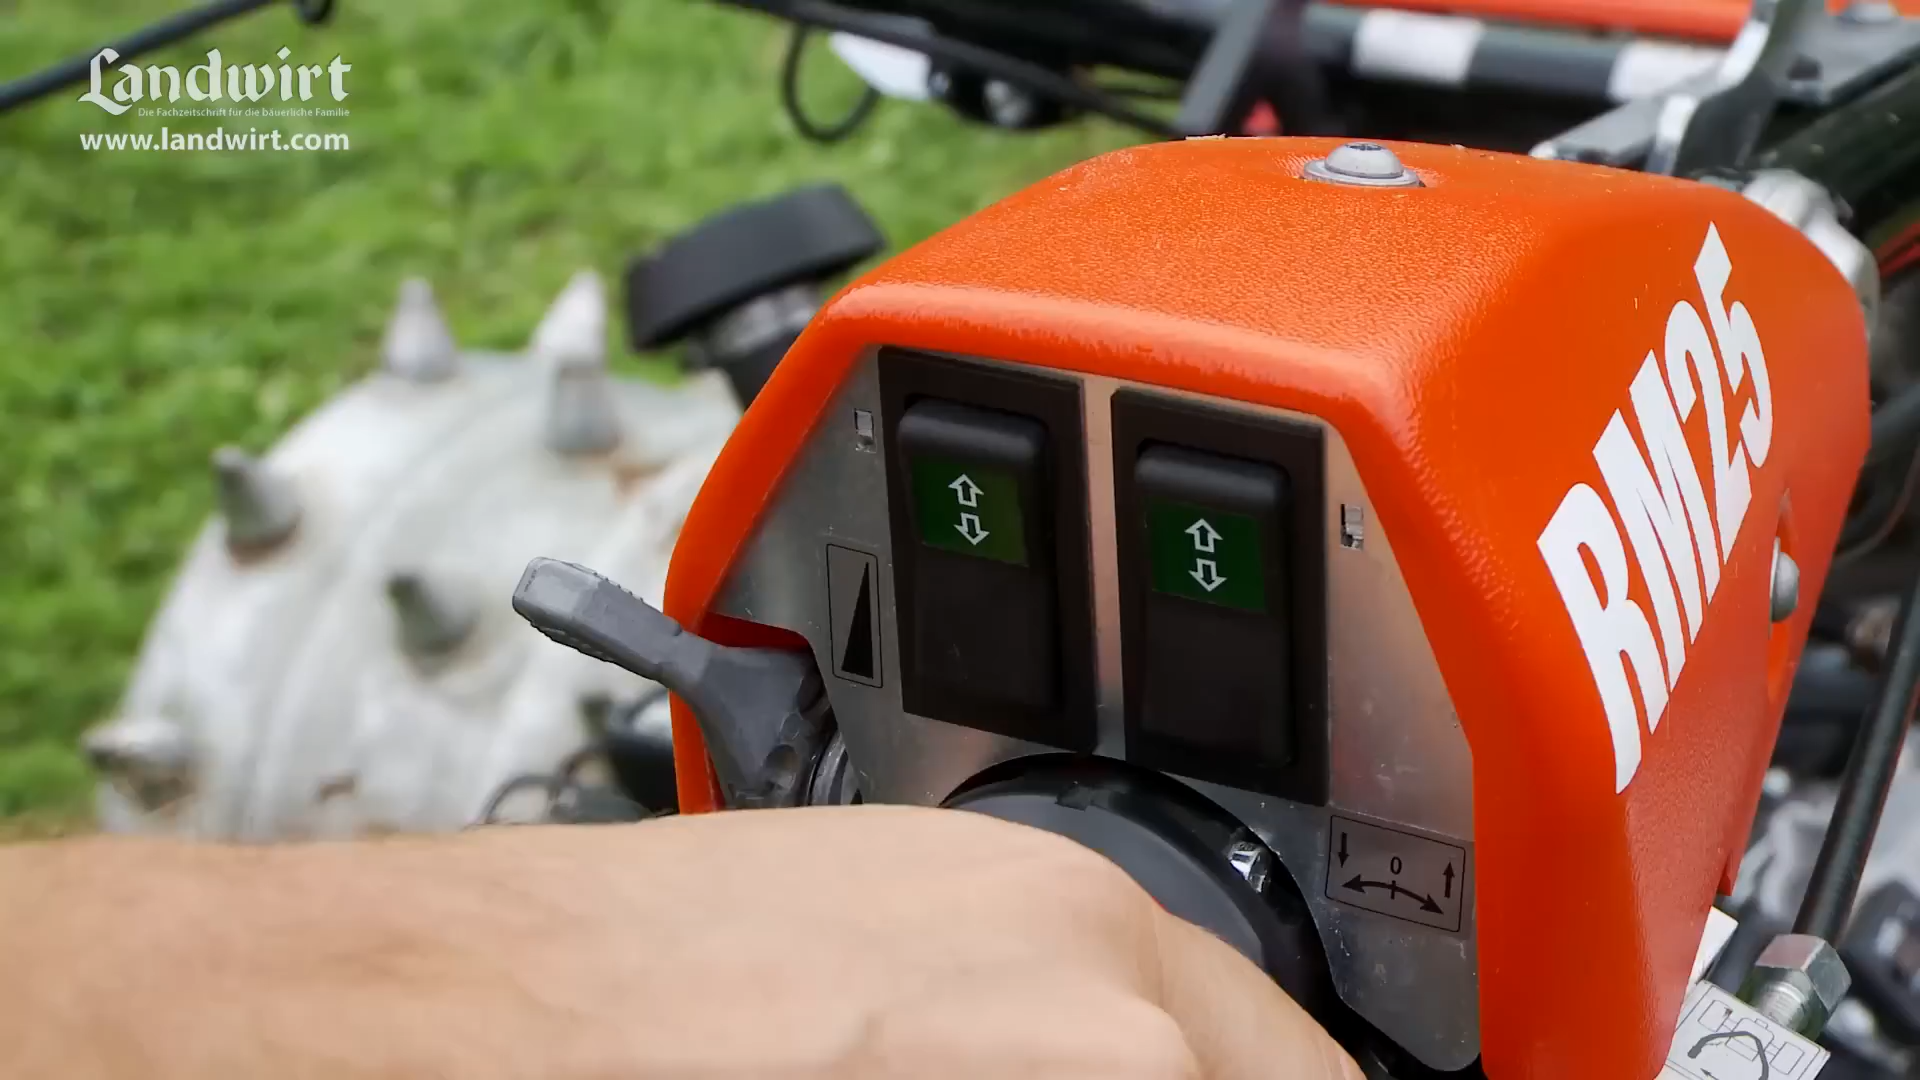 Landwirt
Die Fachzeitschrift für die bäuerliche Familie
www.landwirt.com
RM25
0